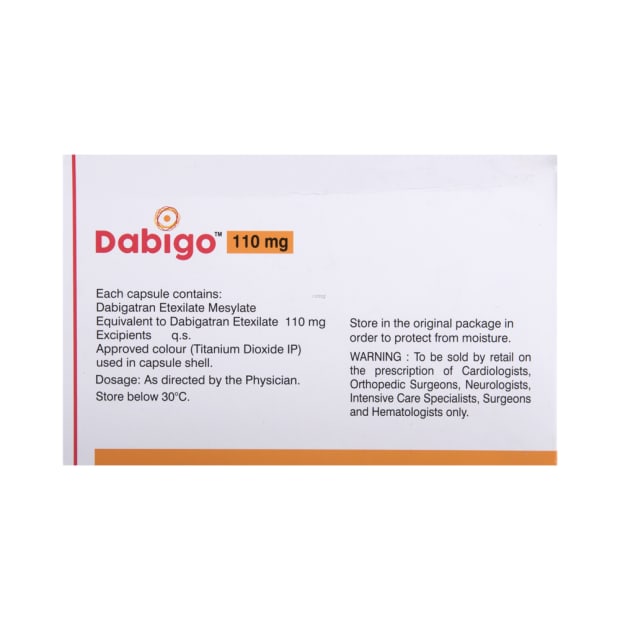 Dabigo™ 110 mg
Each capsule contains:
Dabigatran Etexilate Mesylate
Equivalent to Dabigatran Etexilate 110 mg
Excipients q.s.
Approved colour (Titanium Dioxide IP)
used in capsule shell.
Dosage: As directed by the Physician.
Store below 30°C.
Store in the original package in
order to protect from moisture.
WARNING : To be sold by retail on
the prescription of Cardiologists,
Orthopedic Surgeons, Neurologists,
Intensive Care Specialists, Surgeons
and Hematologists only.